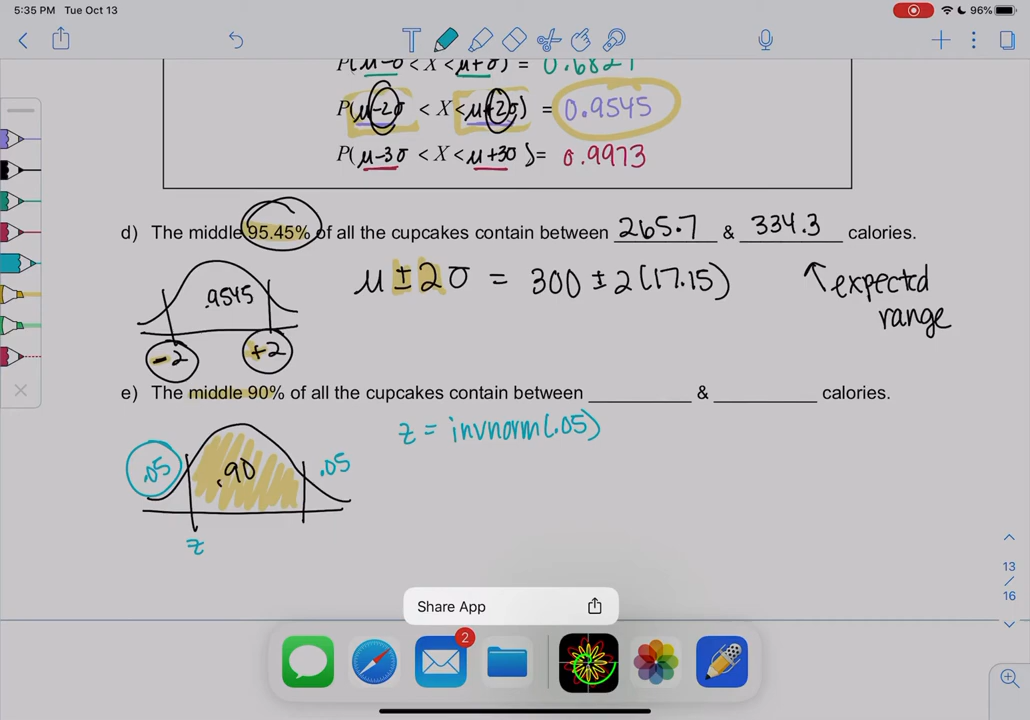 5:35 PM Tue Oct 13
96%
P(μ-σ < X < μ+σ) = 0.6827
P(μ-2σ < X < μ+2σ) = 0.9545
P(μ-3σ < X < μ+3σ) = 0.9973
d) The middle 95.45% of all the cupcakes contain between 265.7 & 334.3 calories.
μ ± 2σ = 300 ± 2(17.15)
expected
range
.9545
-2 +2
e) The middle 90% of all the cupcakes contain between ________ & ________ calories.
z = invnorm(.05)
.05 .90 .05
z
13
/
16
Share App
2